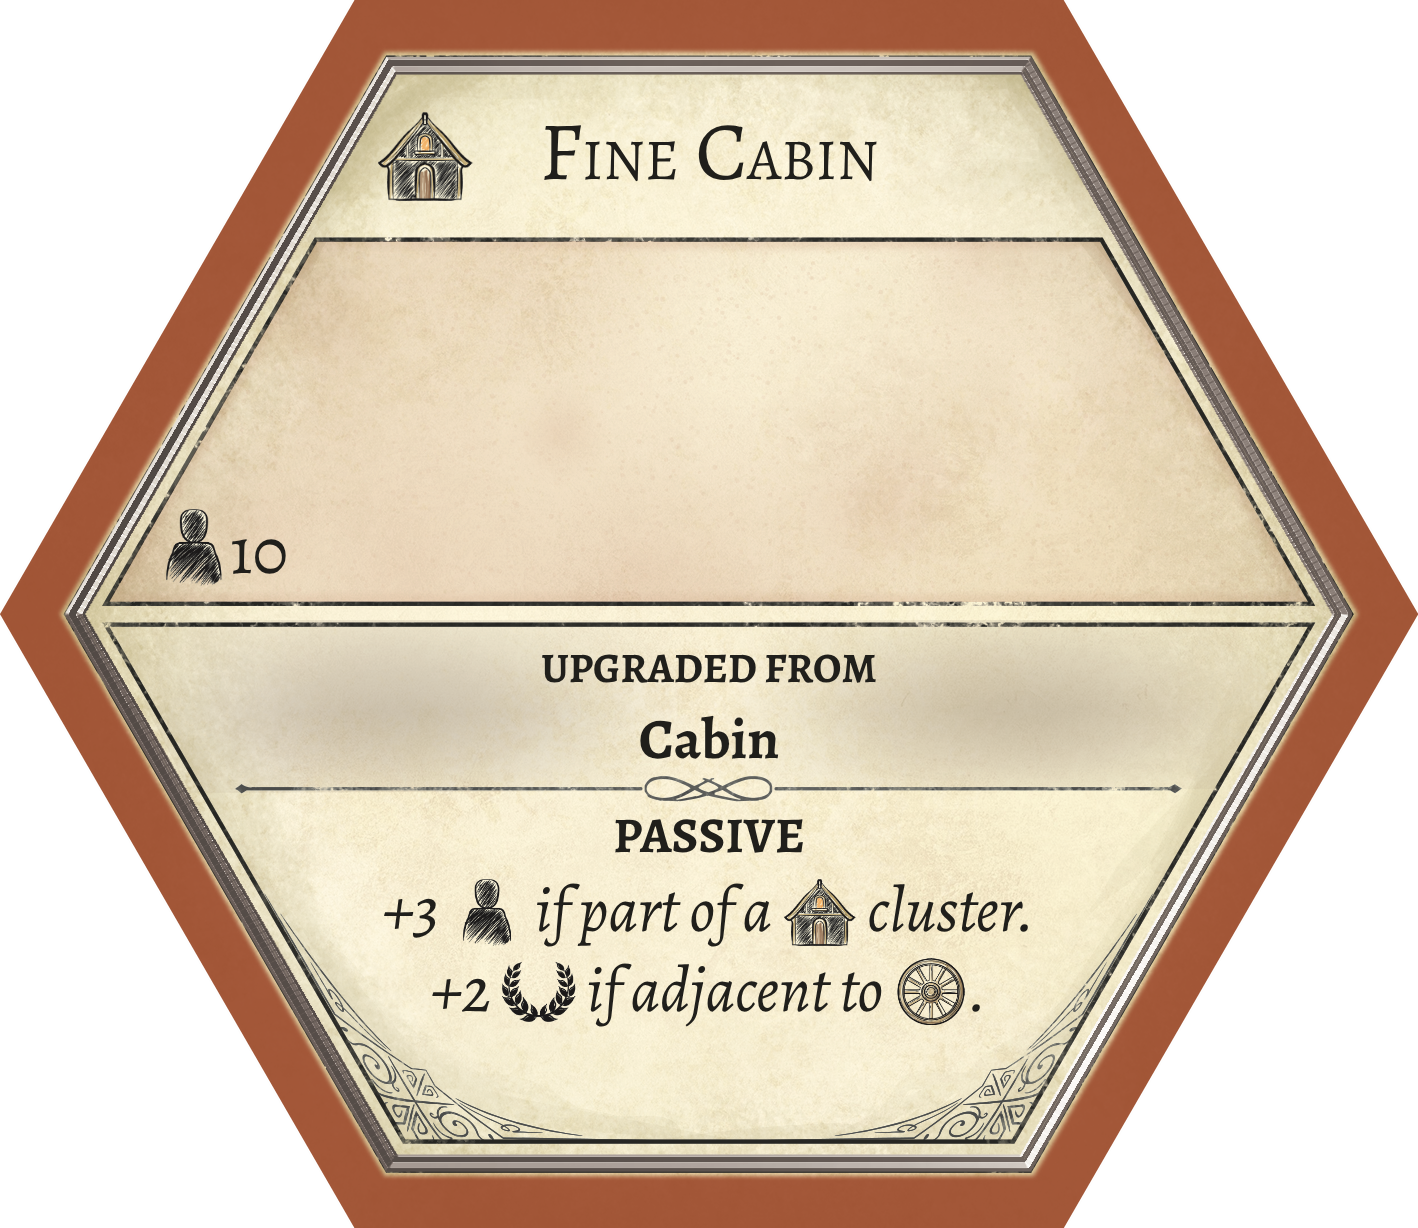 Fine Cabin
10
UPGRADED FROM
Cabin
PASSIVE
+3 if part of a cluster.
+2 if adjacent to .